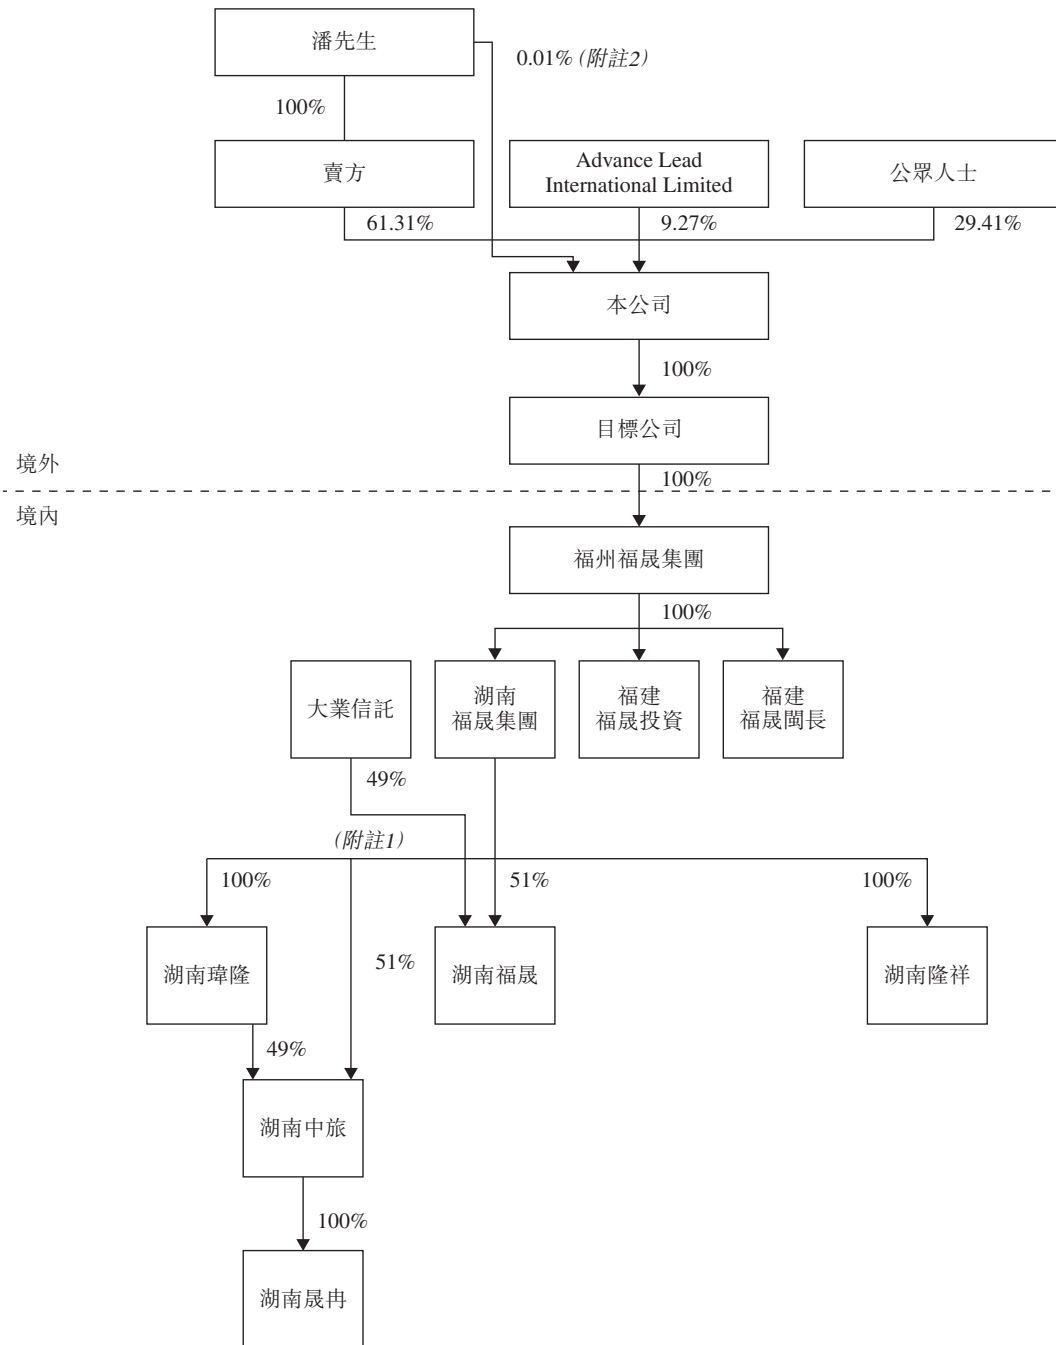 潘先生
0.01% (附註2)
100%
賣方
Advance Lead
International Limited
公眾人士
61.31%
9.27%
29.41%
本公司
100%
目標公司
境外
100%
境內
福州福晟集團
100%
大業信託
湖南
福晟集團
福建
福晟投資
福建
福晟閩長
49%
(附註1)
100%
51%
100%
湖南瑋隆
51%
湖南福晟
湖南隆祥
49%
湖南中旅
100%
湖南晟冉